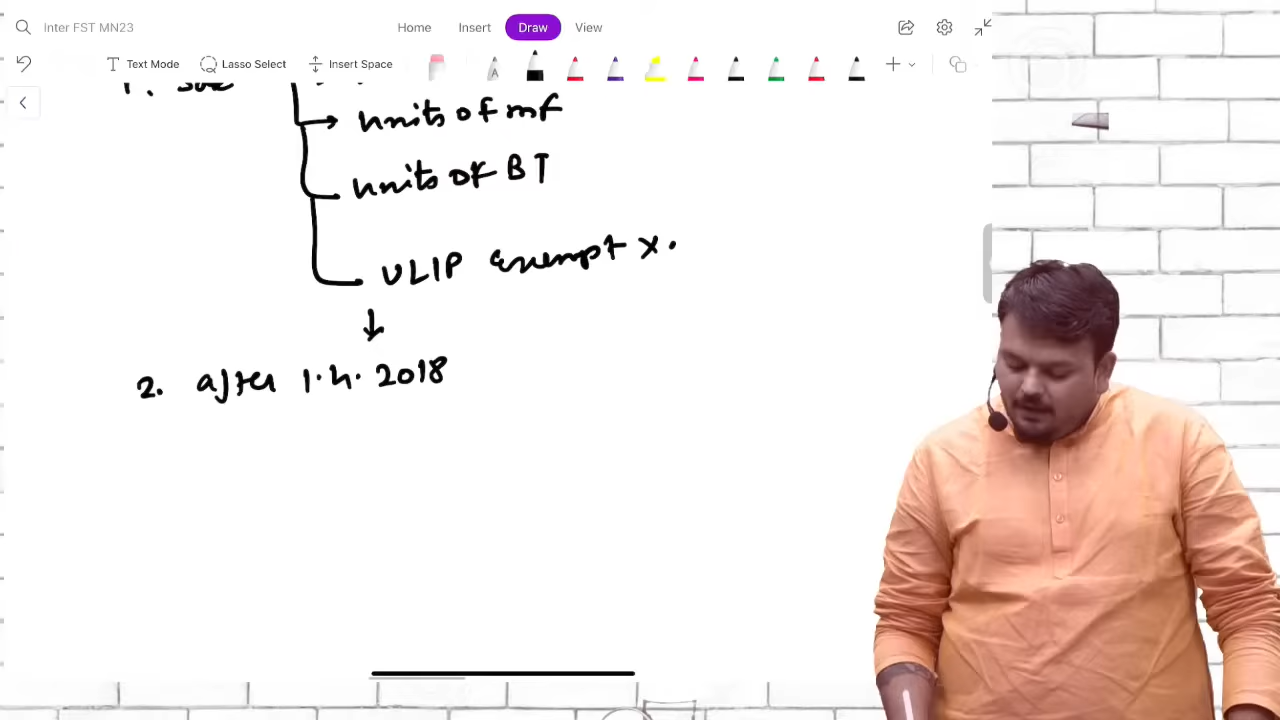 Inter FST MN23
Home Insert Draw View
Text Mode Lasso Select Insert Space
A
1.
units of mf
units of BT
ULIP exempt x.
2. after 1.4.2018